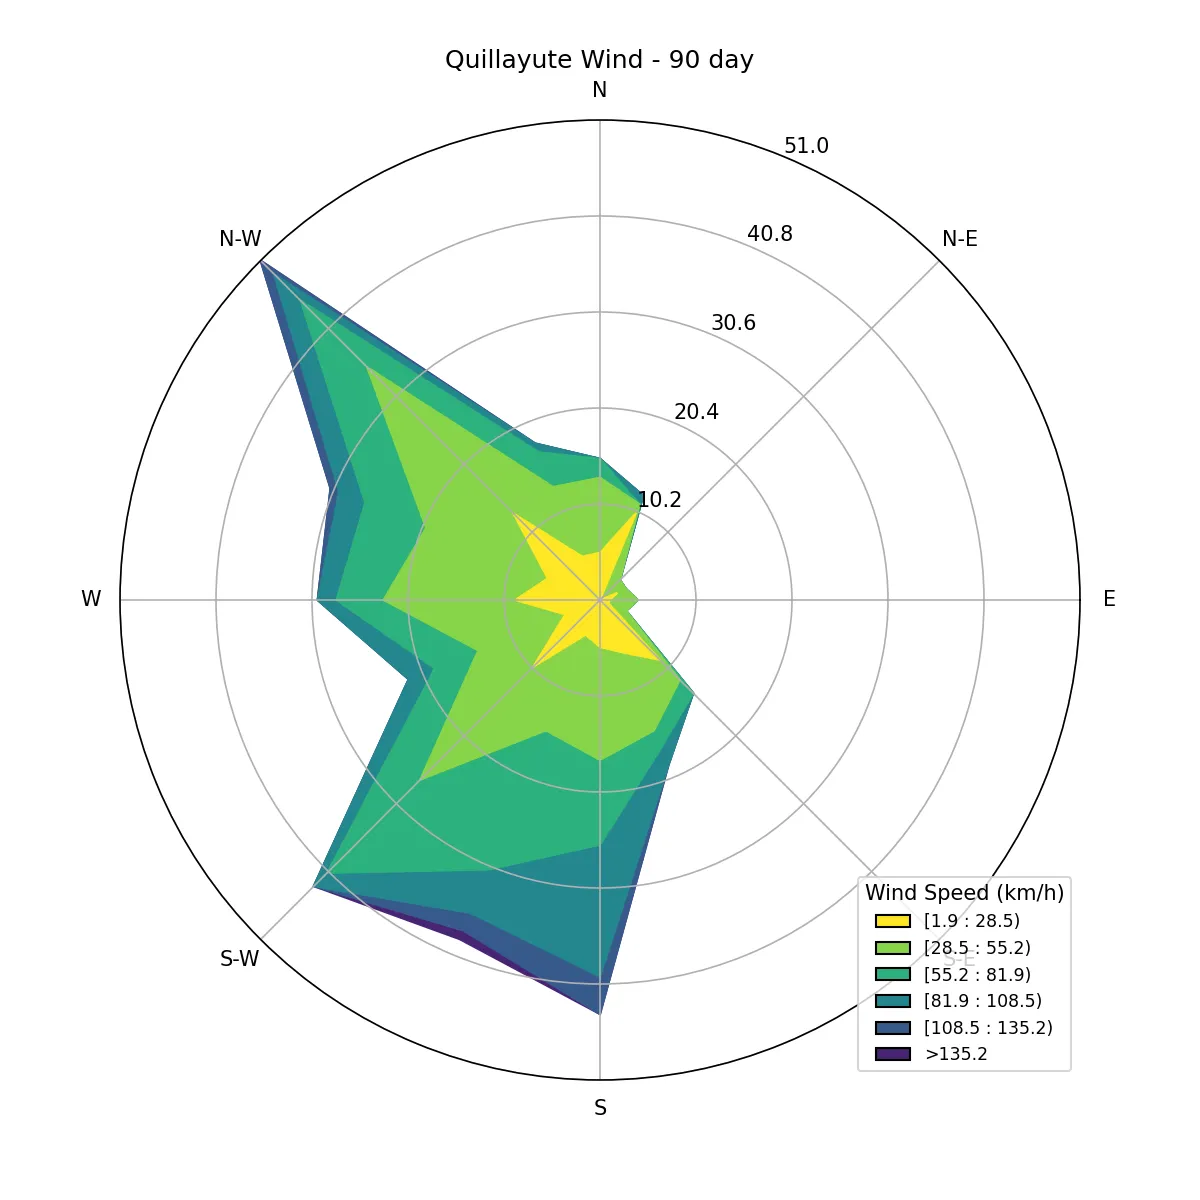 Quillayute Wind - 90 day
N
51.0
40.8
N-W
N-E
30.6
20.4
10.2
W
E
Wind Speed (km/h)
[1.9 : 28.5)
[28.5 : 55.2)
S-W
S-E
[55.2 : 81.9)
[81.9 : 108.5)
[108.5 : 135.2)
>135.2
S